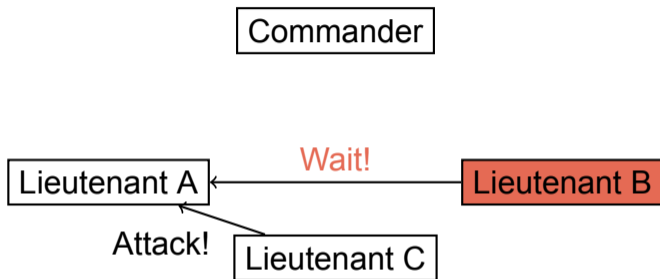 Commander
Wait!
Lieutenant A
Lieutenant B
Attack!
Lieutenant C